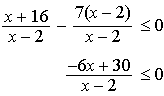 x + 16 / x − 2 − 7(x − 2) / x − 2 ≤ 0
−6x + 30 / x − 2 ≤ 0